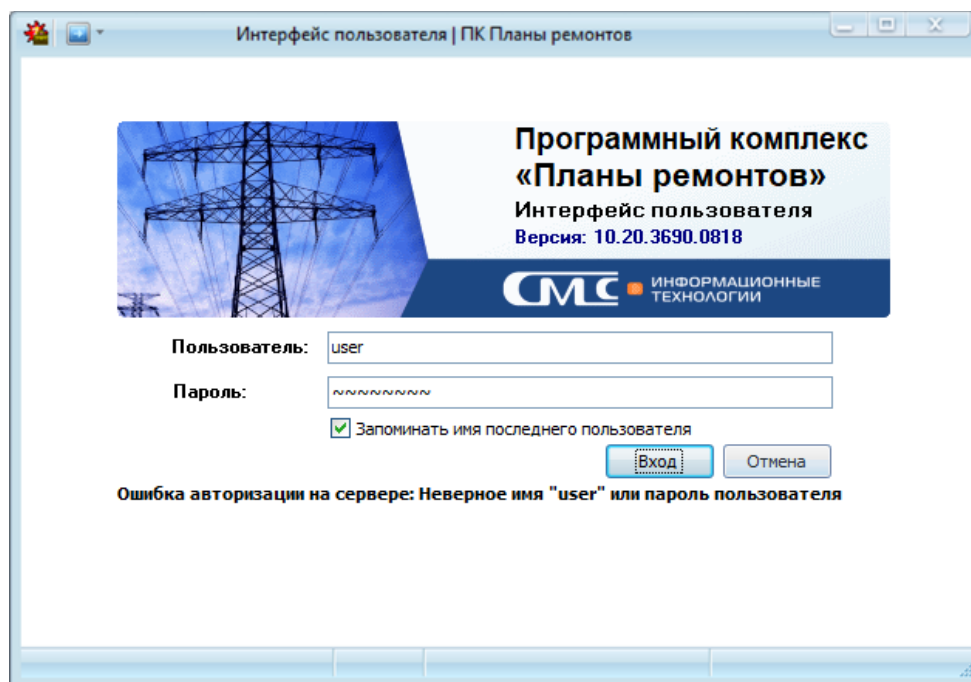 Интерфейс пользователя | ПК Планы ремонтов
Программный комплекс
«Планы ремонтов»
Интерфейс пользователя
Версия: 10.20.3690.0818
СМС ИНФОРМАЦИОННЫЕ
ТЕХНОЛОГИИ
Пользователь: user
Пароль: ~~~~~~~~
Запоминать имя последнего пользователя
Вход Отмена
Ошибка авторизации на сервере: Неверное имя "user" или пароль пользователя